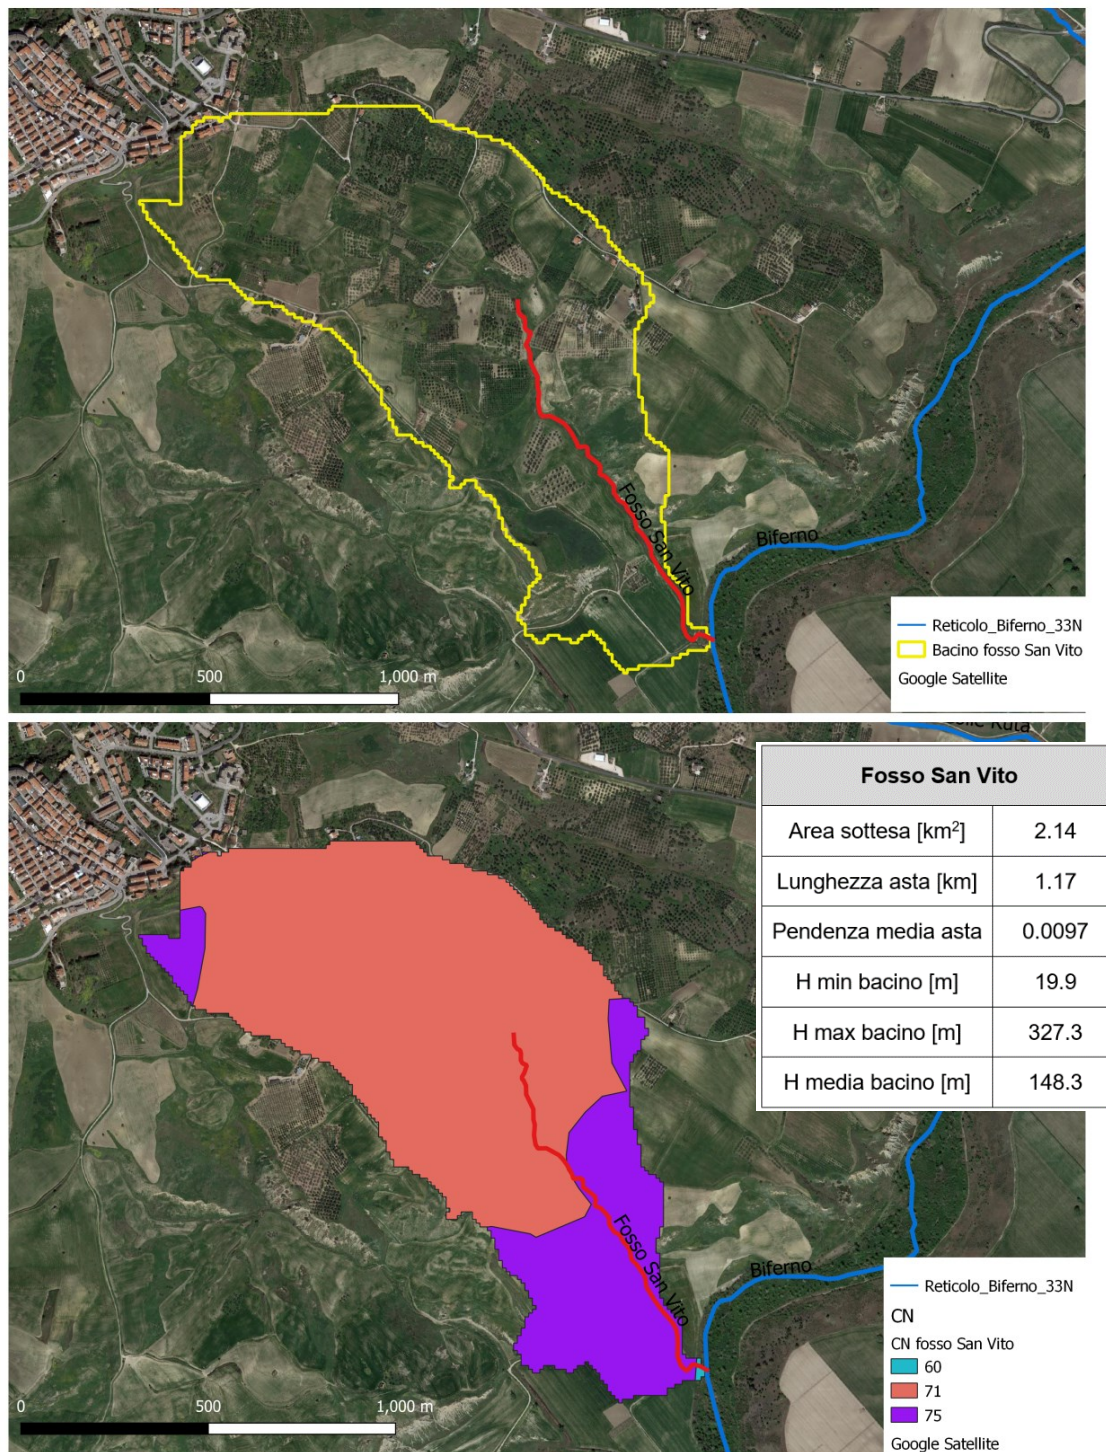 Fosso San Vito
Biferno
Reticolo_Biferno_33N
Bacino fosso San Vito
Google Satellite
0 500 1,000 m
Fosso San Vito
Area sottesa [km²] 2.14
Lunghezza asta [km] 1.17
Pendenza media asta 0.0097
H min bacino [m] 19.9
H max bacino [m] 327.3
H media bacino [m] 148.3
Fosso San Vito
Biferno
Reticolo_Biferno_33N
CN
CN fosso San Vito
60
71
75
Google Satellite
0 500 1,000 m